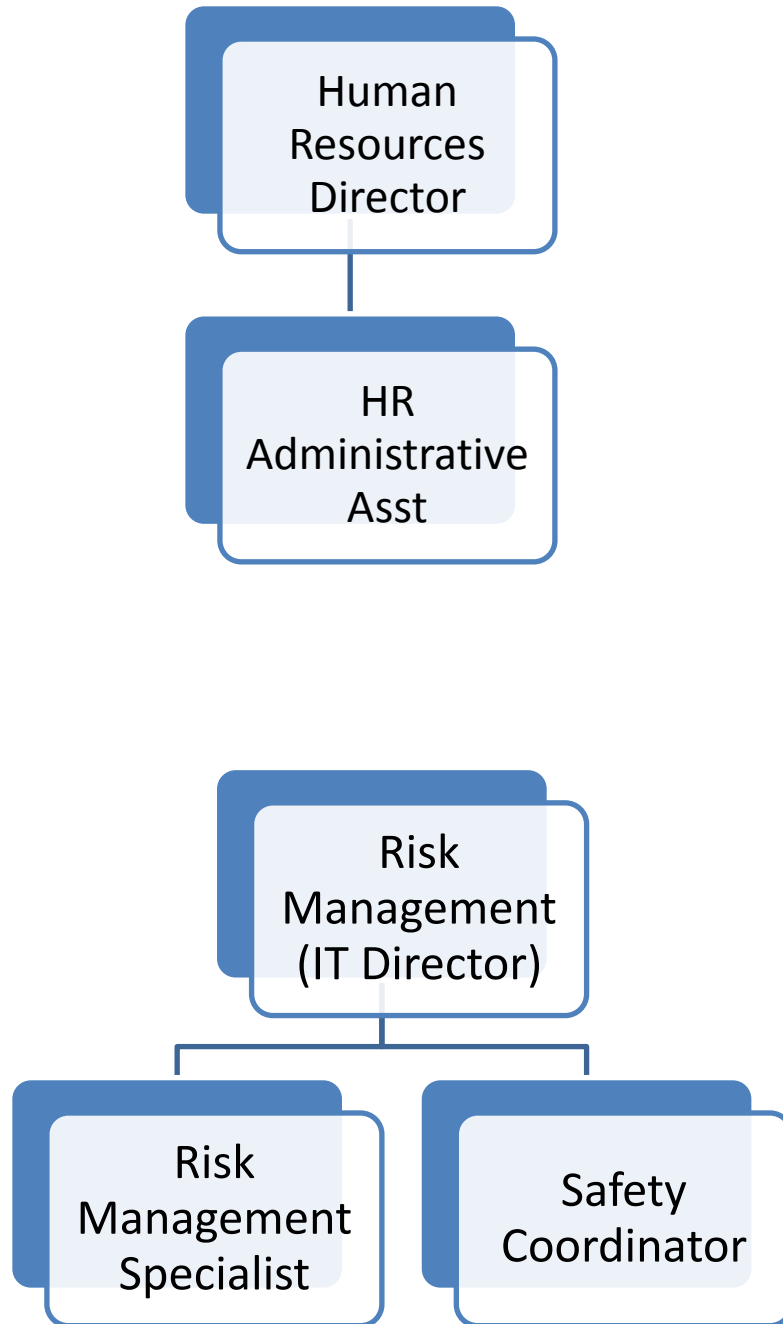 Human
Resources
Director
HR
Administrative
Asst
Risk
Management
(IT Director)
Risk
Management
Specialist
Safety
Coordinator